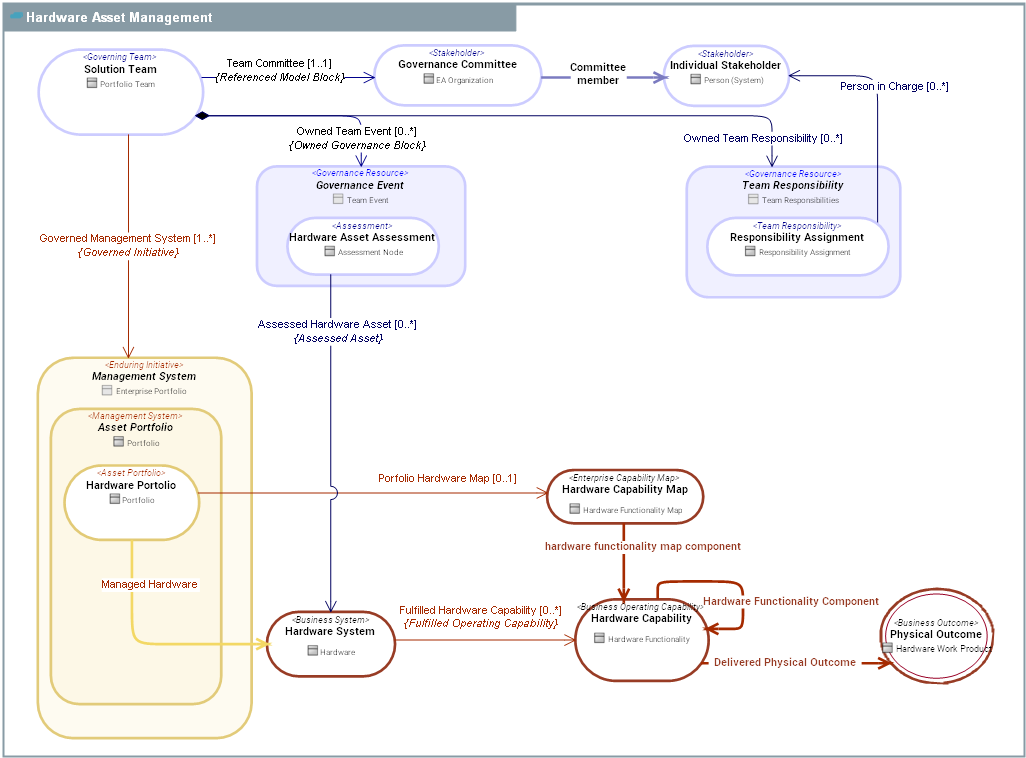 Hardware Asset Management
<Governing Team>
Solution Team
Portfolio Team
Team Committee [1..1]
{Referenced Model Block}
<Stakeholder>
Governance Committee
EA Organization
Committee
member
<Stakeholder>
Individual Stakeholder
Person (System)
Person in Charge [0..*]
Owned Team Event [0..*]
{Owned Governance Block}
Owned Team Responsibility [0..*]
<Governance Resource>
Governance Event
Team Event
<Assessment>
Hardware Asset Assessment
Assessment Node
<Governance Resource>
Team Responsibility
Team Responsibilities
<Team Responsibility>
Responsibility Assignment
Responsibility Assignment
Governed Management System [1..*]
{Governed Initiative}
Assessed Hardware Asset [0..*]
{Assessed Asset}
<Enduring Initiative>
Management System
Enterprise Portfolio
<Management System>
Asset Portfolio
Portfolio
<Asset Portfolio>
Hardware Portolio
Portfolio
Porfolio Hardware Map [0..1]
<Enterprise Capability Map>
Hardware Capability Map
Hardware Functionality Map
hardware functionality map component
Managed Hardware
<Business System>
Hardware System
Hardware
Fulfilled Hardware Capability [0..*]
{Fulfilled Operating Capability}
<Business Operating Capability>
Hardware Capability
Hardware Functionality
Hardware Functionality Component
Delivered Physical Outcome
<Business Outcome>
Physical Outcome
Hardware Work Product